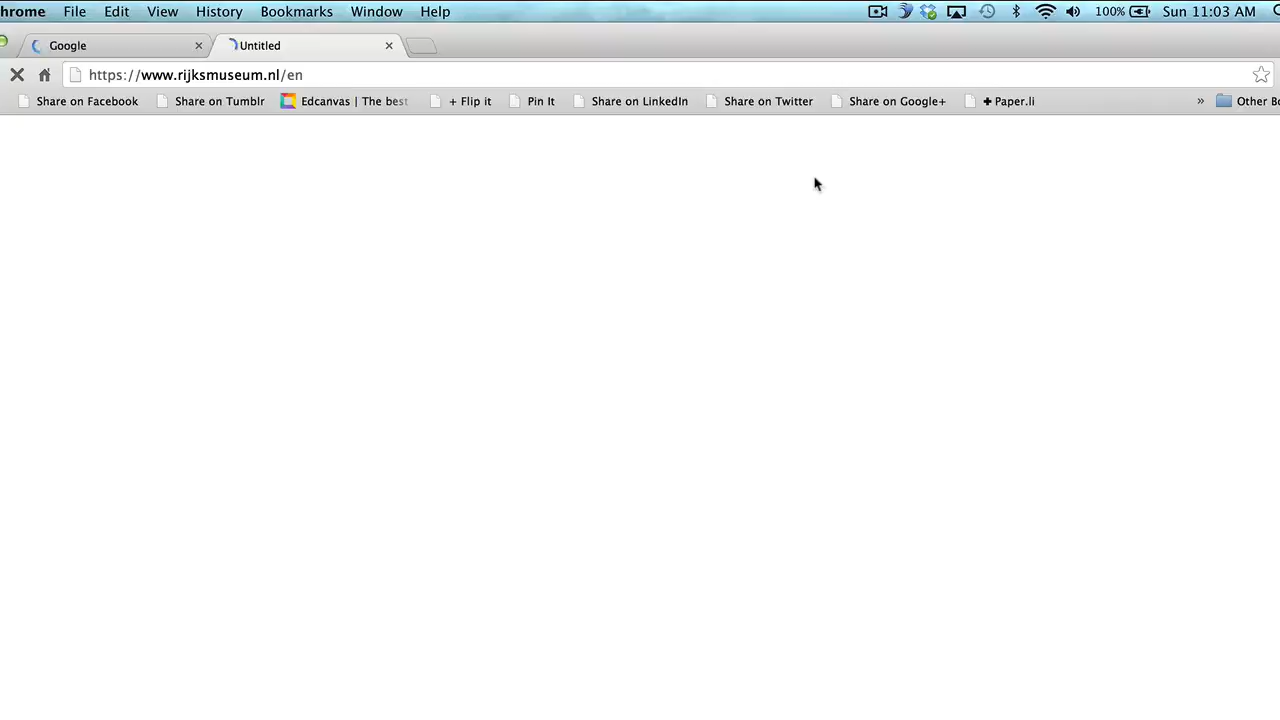 hrome File Edit View History Bookmarks Window Help 100% Sun 11:03 AM
Google Untitled
https://www.rijksmuseum.nl/en
Share on Facebook Share on Tumblr Edcanvas | The best + Flip it Pin It Share on LinkedIn Share on Twitter Share on Google+ ✚ Paper.li » Other Bo